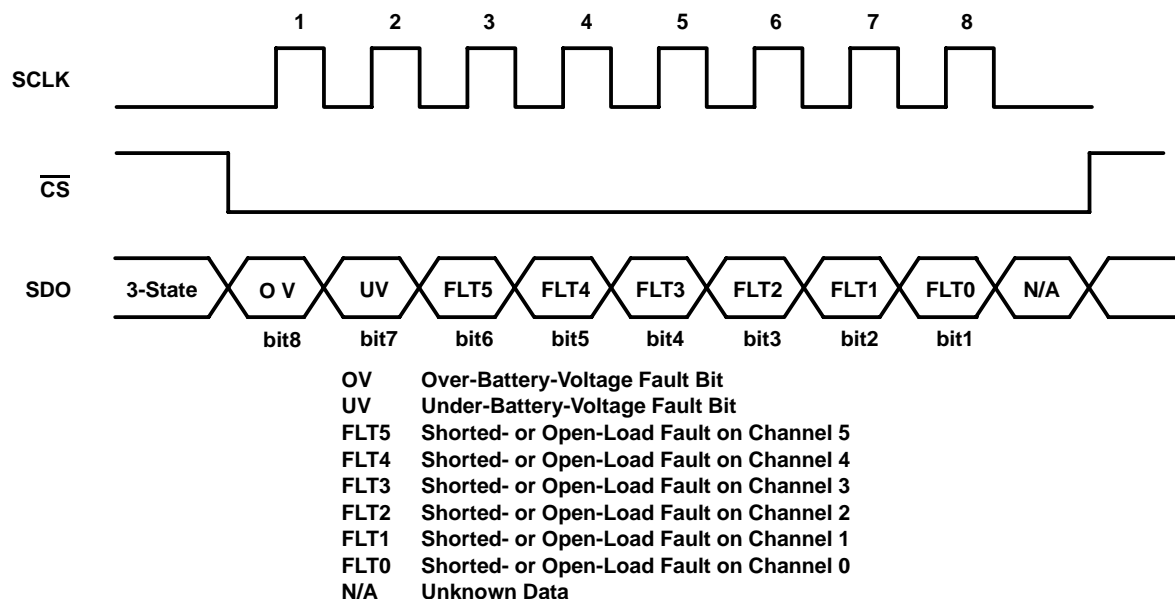 1 2 3 4 5 6 7 8
SCLK
CS
SDO 3-State O V UV FLT5 FLT4 FLT3 FLT2 FLT1 FLT0 N/A
bit8 bit7 bit6 bit5 bit4 bit3 bit2 bit1
OV Over-Battery-Voltage Fault Bit
UV Under-Battery-Voltage Fault Bit
FLT5 Shorted- or Open-Load Fault on Channel 5
FLT4 Shorted- or Open-Load Fault on Channel 4
FLT3 Shorted- or Open-Load Fault on Channel 3
FLT2 Shorted- or Open-Load Fault on Channel 2
FLT1 Shorted- or Open-Load Fault on Channel 1
FLT0 Shorted- or Open-Load Fault on Channel 0
N/A Unknown Data